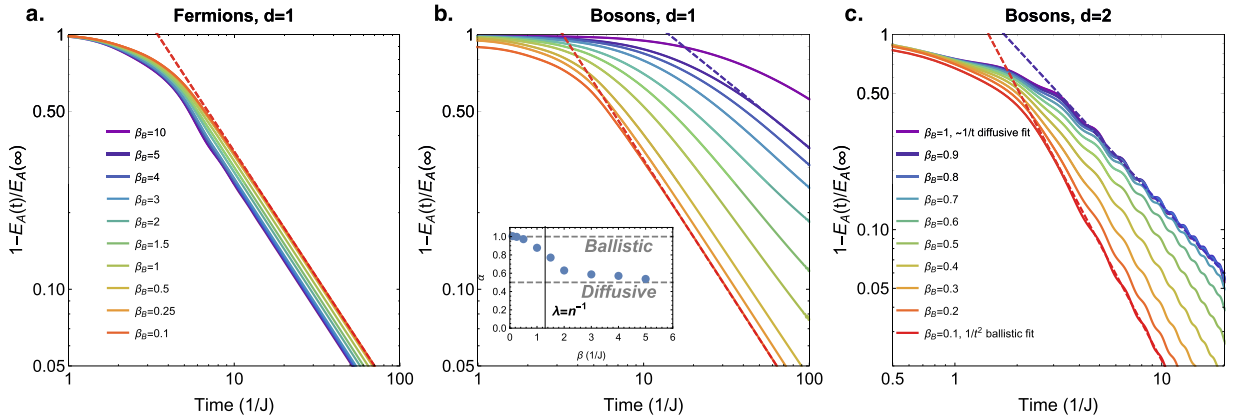 a.
Fermions, d=1
1−E_A(t)/E_A(∞)
1
0.50
0.10
0.05
β_B=10
β_B=5
β_B=4
β_B=3
β_B=2
β_B=1.5
β_B=1
β_B=0.5
β_B=0.25
β_B=0.1
1
10
100
Time (1/J)
b.
Bosons, d=1
1−E_A(t)/E_A(∞)
1
0.50
0.10
0.05
α
1.0
0.8
0.6
0.4
0.2
0.0
Ballistic
Diffusive
λ=n⁻¹
0
1
2
3
4
5
6
β (1/J)
1
10
100
Time (1/J)
c.
Bosons, d=2
1−E_A(t)/E_A(∞)
1
0.50
0.10
0.05
β_B=1, ~1/t diffusive fit
β_B=0.9
β_B=0.8
β_B=0.7
β_B=0.6
β_B=0.5
β_B=0.4
β_B=0.3
β_B=0.2
β_B=0.1, 1/t² ballistic fit
0.5
1
10
Time (1/J)